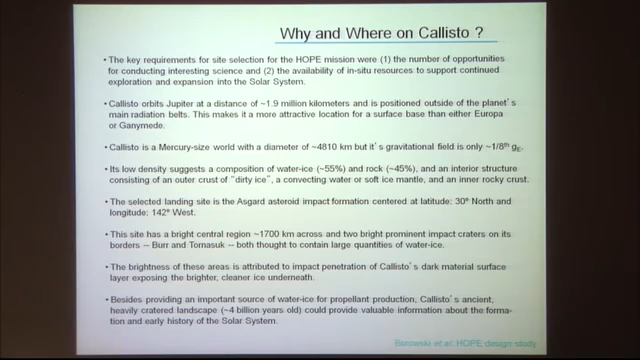 Why and Where on Callisto ?
• The key requirements for site selection for the HOPE mission were (1) the number of opportunities
for conducting interesting science and (2) the availability of in-situ resources to support continued
exploration and expansion into the Solar System.
• Callisto orbits Jupiter at a distance of ~1.9 million kilometers and is positioned outside of the planet's
main radiation belts. This makes it a more attractive location for a surface base than either Europa
or Ganymede.
• Callisto is a Mercury-size world with a diameter of ~4810 km but it's gravitational field is only ~1/8th gE.
• Its low density suggests a composition of water-ice (~55%) and rock (~45%), and an interior structure
consisting of an outer crust of "dirty ice", a convecting water or soft ice mantle, and an inner rocky crust.
• The selected landing site is the Asgard asteroid impact formation centered at latitude: 30° North and
longitude: 142° West.
• This site has a bright central region ~1700 km across and two bright prominent impact craters on its
borders -- Burr and Tornasuk -- both thought to contain large quantities of water-ice.
• The brightness of these areas is attributed to impact penetration of Callisto's dark material surface
layer exposing the brighter, cleaner ice underneath.
• Besides providing an important source of water-ice for propellant production, Callisto's ancient,
heavily cratered landscape (~4 billion years old) could provide valuable information about the forma-
tion and early history of the Solar System.
Borowski et al. HOPE design study